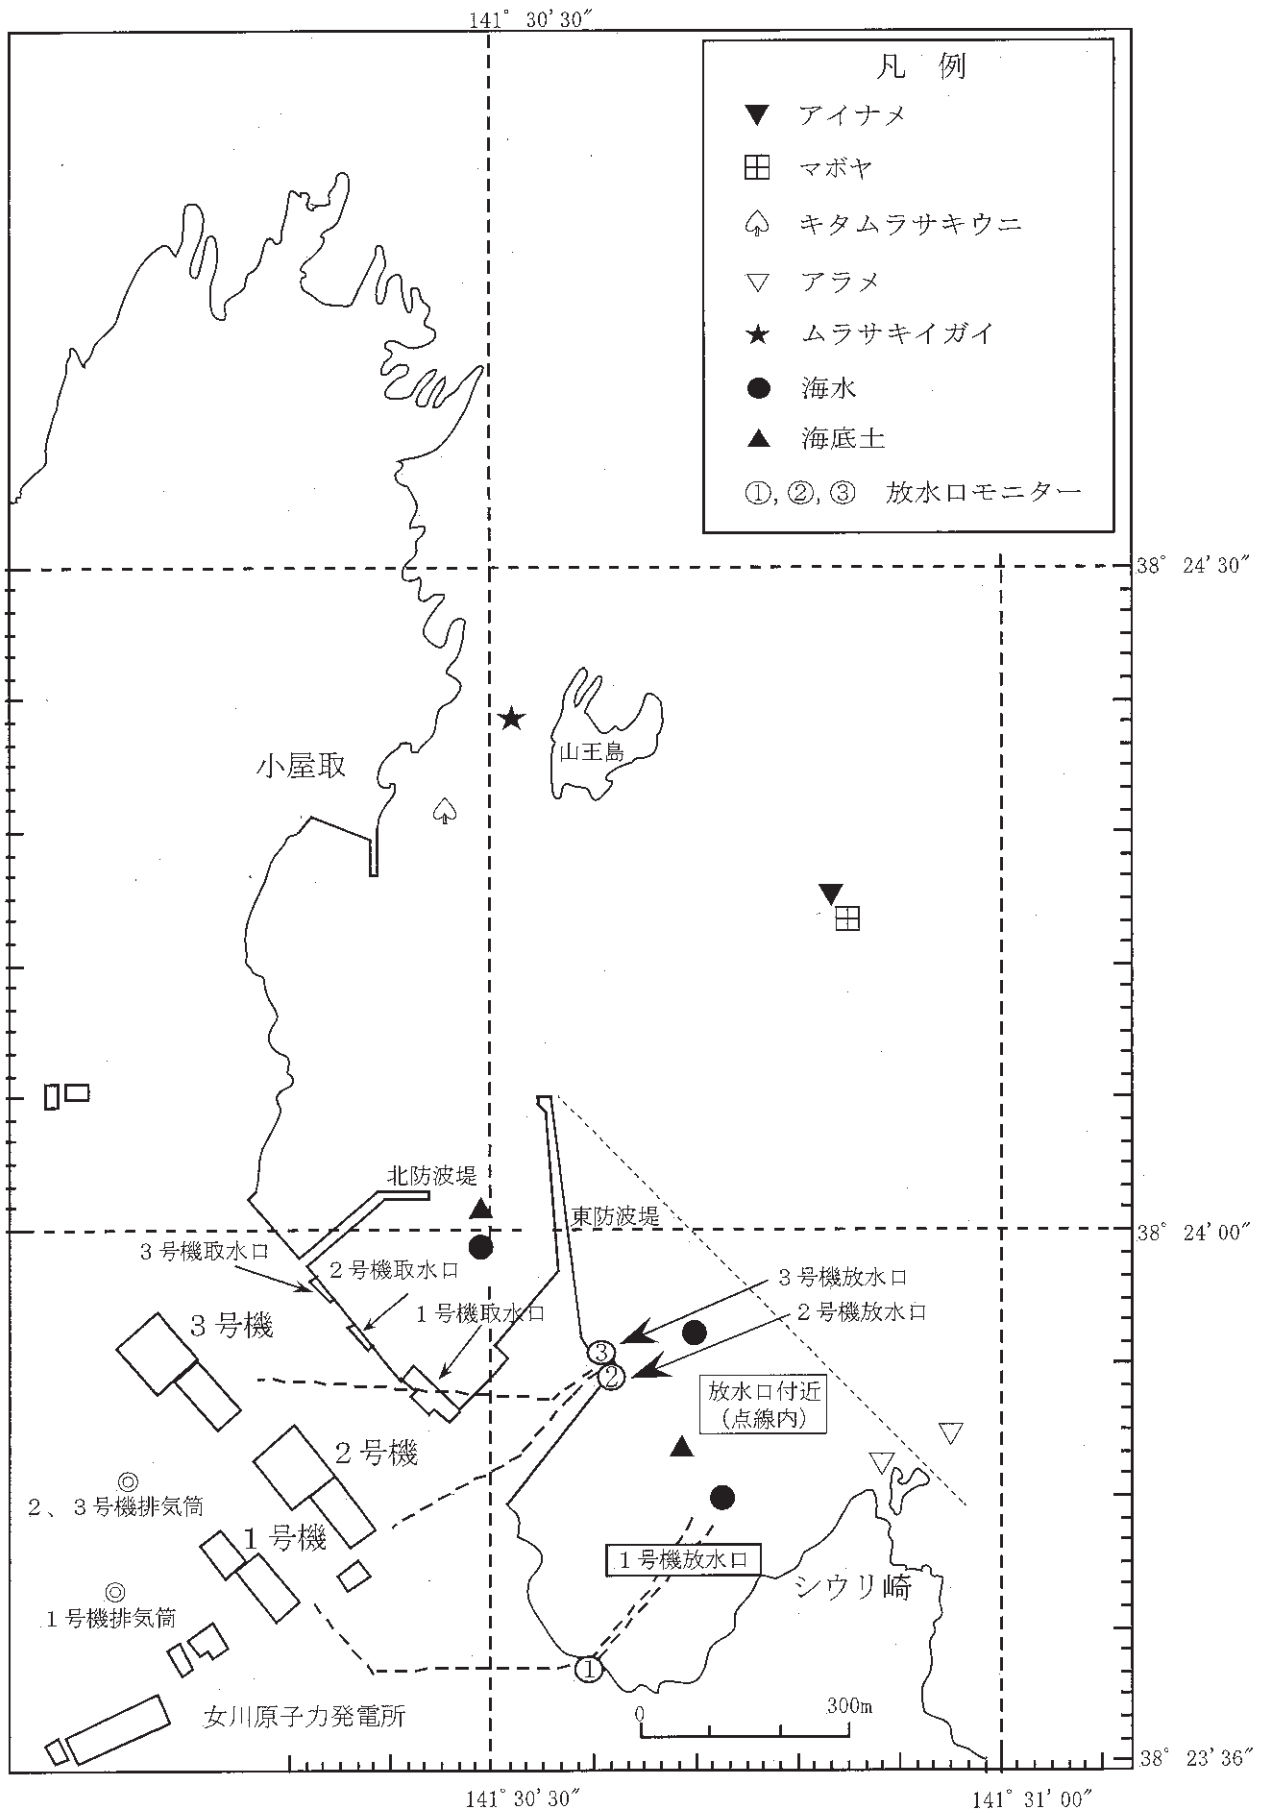 141° 30′30″
凡 例
アイナメ
マボヤ
キタムラサキウニ
アラメ
ムラサキイガイ
海水
海底土
①, ②, ③ 放水口モニター
38° 24′30″
山王島
小屋取
北防波堤
東防波堤
38° 24′00″
3号機取水口
2号機取水口
3号機放水口
1号機取水口
2号機放水口
3号機
③
②
放水口付近
(点線内)
2号機
2、3号機排気筒
1号機
1号機放水口
シウリ崎
1号機排気筒
①
女川原子力発電所
0 300m
38° 23′36″
141° 30′30″
141° 31′00″